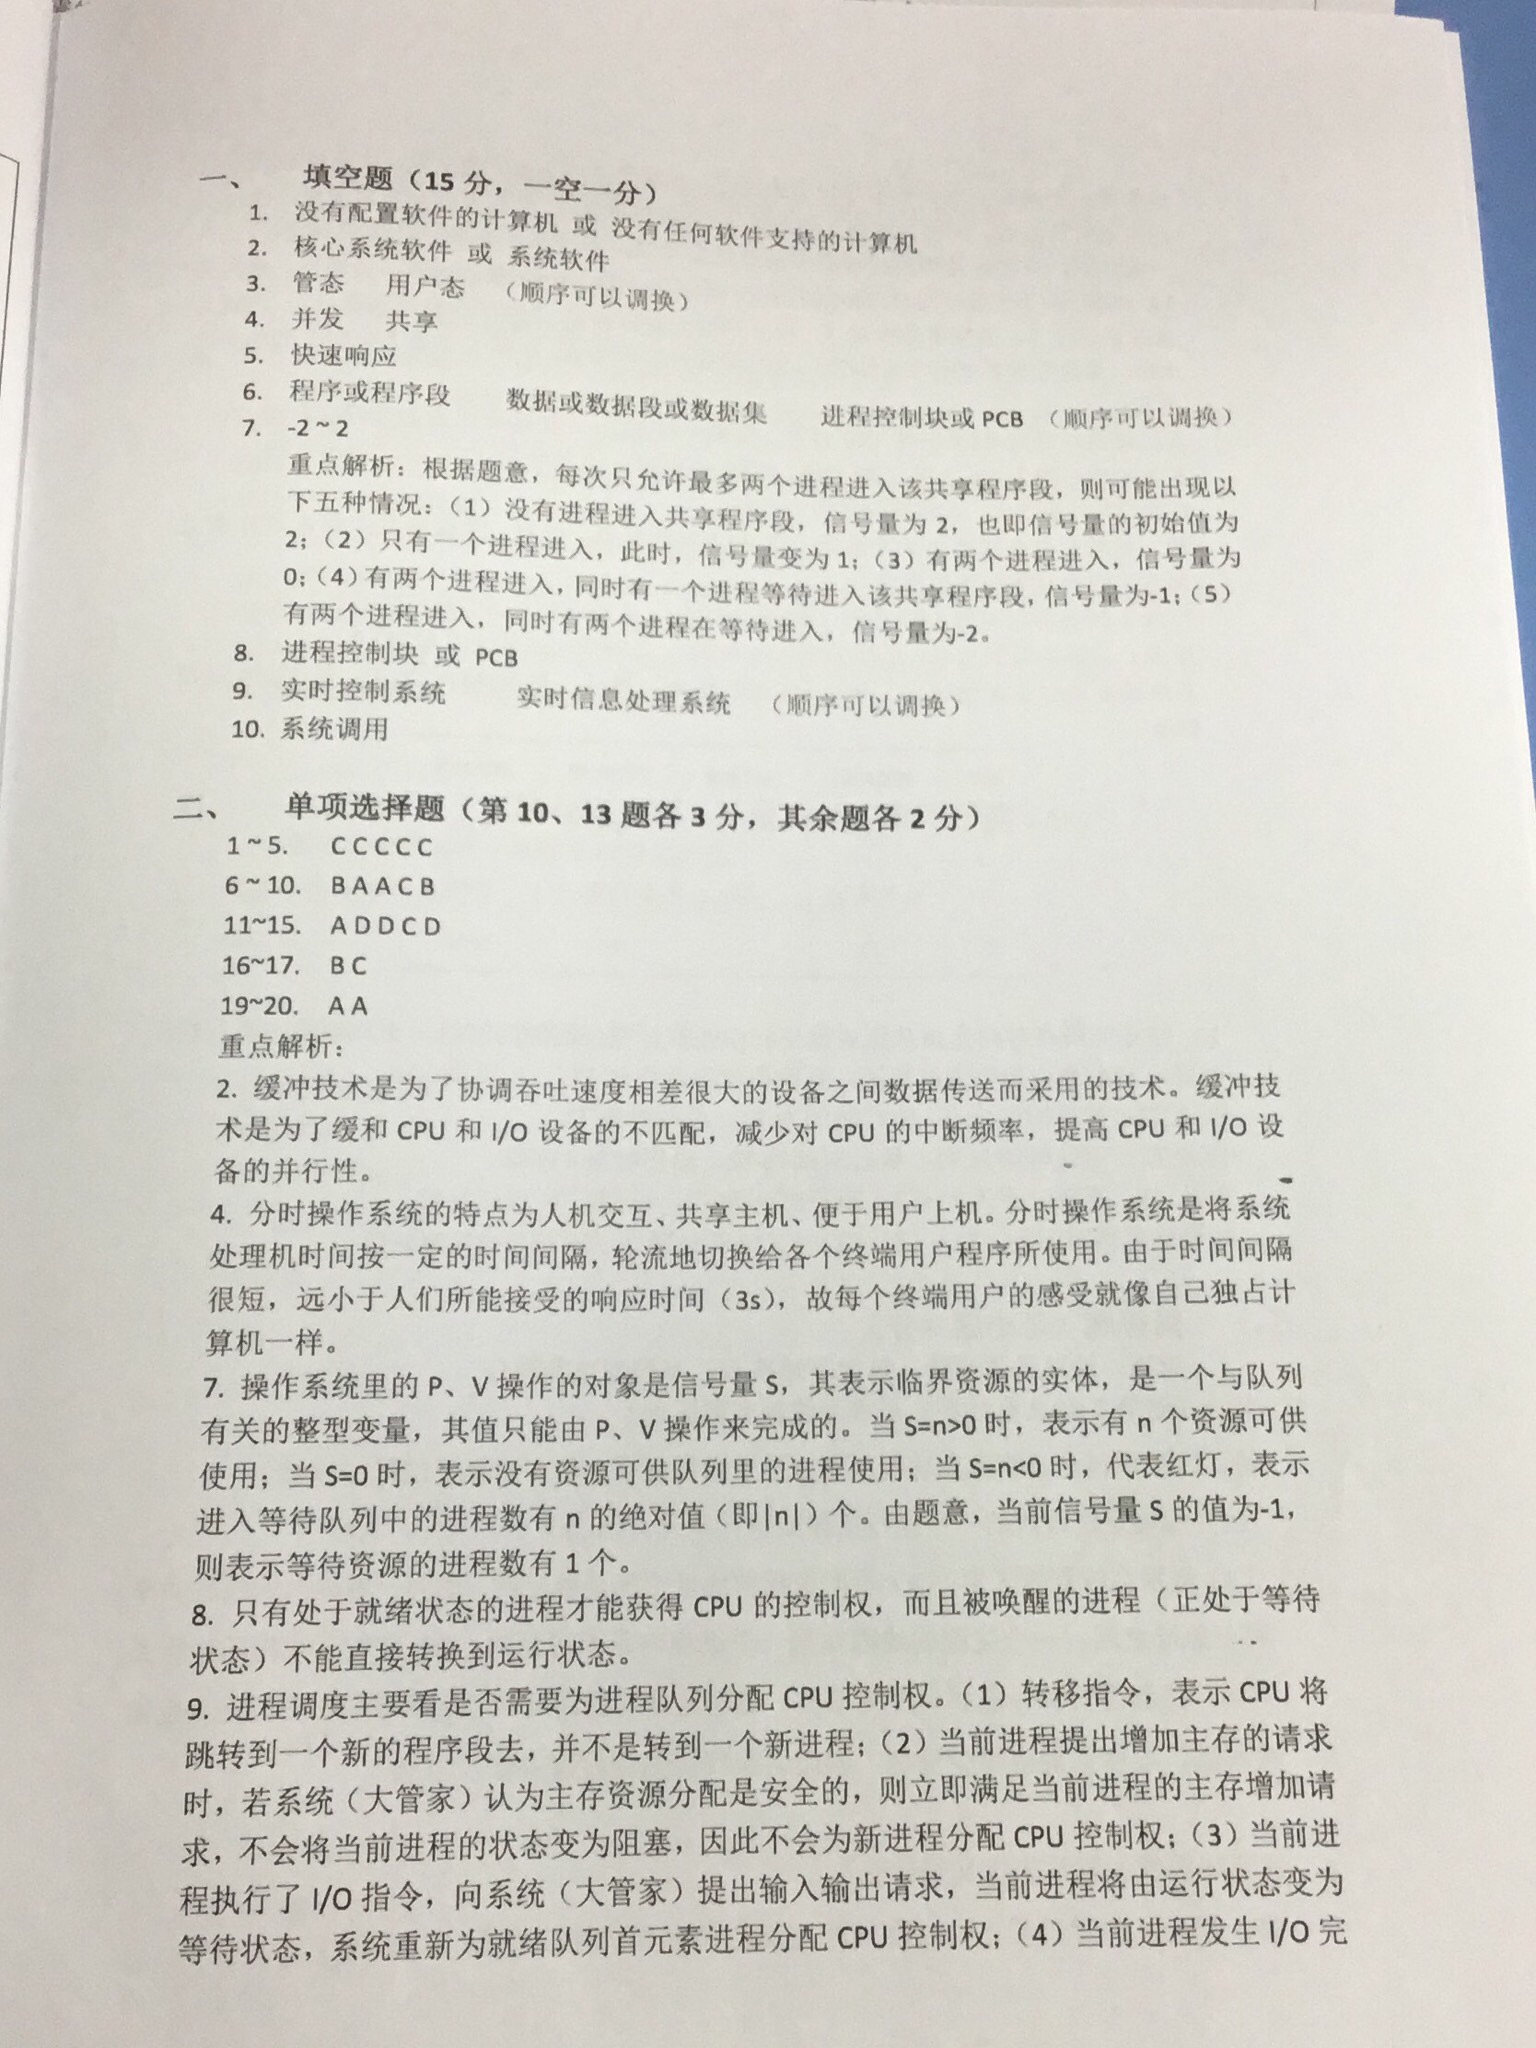 一、 填空题（15 分，一空一分）
1. 没有配置软件的计算机 或 没有任何软件支持的计算机
2. 核心系统软件 或 系统软件
3. 管态 用户态 （顺序可以调换）
4. 并发 共享
5. 快速响应
6. 程序或程序段 数据或数据段或数据集 进程控制块或 PCB （顺序可以调换）
7. -2 ~ 2
重点解析：根据题意，每次只允许最多两个进程进入该共享程序段，则可能出现以
下五种情况：（1）没有进程进入共享程序段，信号量为 2，也即信号量的初始值为
2；（2）只有一个进程进入，此时，信号量变为 1；（3）有两个进程进入，信号量为
0；（4）有两个进程进入，同时有一个进程等待进入该共享程序段，信号量为-1；（5）
有两个进程进入，同时有两个进程在等待进入，信号量为-2。
8. 进程控制块 或 PCB
9. 实时控制系统 实时信息处理系统 （顺序可以调换）
10. 系统调用
二、 单项选择题（第 10、13 题各 3 分，其余题各 2 分）
1 ~ 5. C C C C C
6 ~ 10. B A A C B
11~15. A D D C D
16~17. B C
19~20. A A
重点解析：
2. 缓冲技术是为了协调吞吐速度相差很大的设备之间数据传送而采用的技术。缓冲技
术是为了缓和 CPU 和 I/O 设备的不匹配，减少对 CPU 的中断频率，提高 CPU 和 I/O 设
备的并行性。
4. 分时操作系统的特点为人机交互、共享主机、便于用户上机。分时操作系统是将系统
处理机时间按一定的时间间隔，轮流地切换给各个终端用户程序所使用。由于时间间隔
很短，远小于人们所能接受的响应时间（3s），故每个终端用户的感受就像自己独占计
算机一样。
7. 操作系统里的 P、V 操作的对象是信号量 S，其表示临界资源的实体，是一个与队列
有关的整型变量，其值只能由 P、V 操作来完成的。当 S=n>0 时，表示有 n 个资源可供
使用；当 S=0 时，表示没有资源可供队列里的进程使用；当 S=n<0 时，代表红灯，表示
进入等待队列中的进程数有 n 的绝对值（即|n|）个。由题意，当前信号量 S 的值为-1，
则表示等待资源的进程数有 1 个。
8. 只有处于就绪状态的进程才能获得 CPU 的控制权，而且被唤醒的进程（正处于等待
状态）不能直接转换到运行状态。
9. 进程调度主要看是否需要为进程队列分配 CPU 控制权。（1）转移指令，表示 CPU 将
跳转到一个新的程序段去，并不是转到一个新进程；（2）当前进程提出增加主存的请求
时，若系统（大管家）认为主存资源分配是安全的，则立即满足当前进程的主存增加请
求，不会将当前进程的状态变为阻塞，因此不会为新进程分配 CPU 控制权；（3）当前进
程执行了 I/O 指令，向系统（大管家）提出输入输出请求，当前进程将由运行状态变为
等待状态，系统重新为就绪队列首元素进程分配 CPU 控制权；（4）当前进程发生 I/O 完